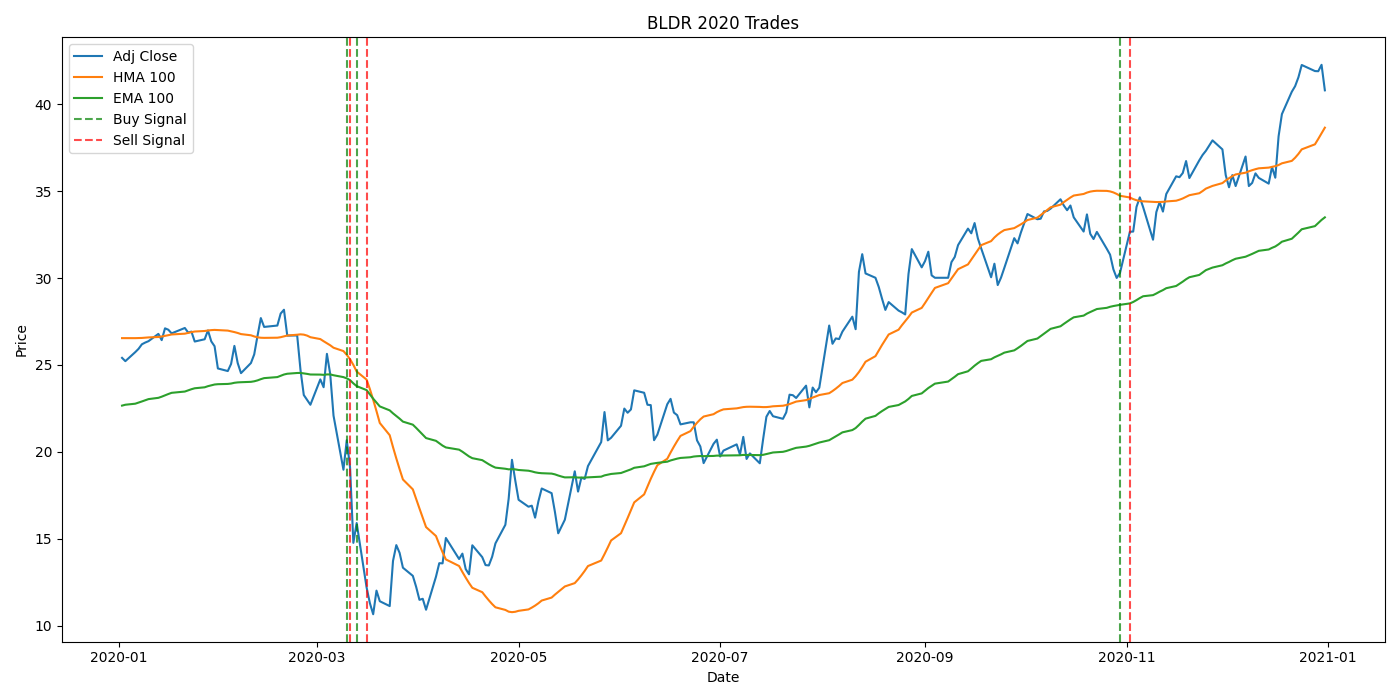 BLDR 2020 Trades
Adj Close
HMA 100
EMA 100
Buy Signal
Sell Signal
Price
40
35
30
25
20
15
10
2020-01
2020-03
2020-05
2020-07
2020-09
2020-11
2021-01
Date